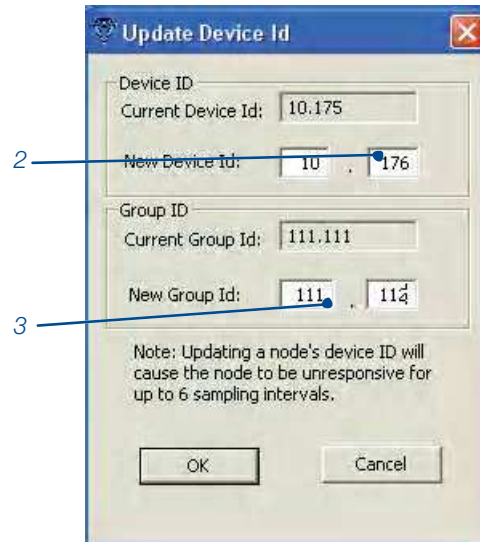 Update Device Id
Device ID
Current Device Id: 10.175
2
New Device Id: 10 . 176
Group ID
Current Group Id: 111.111
New Group Id: 111 .
3
Note: Updating a node's device ID will
cause the node to be unresponsive for
up to 6 sampling intervals.
OK Cancel